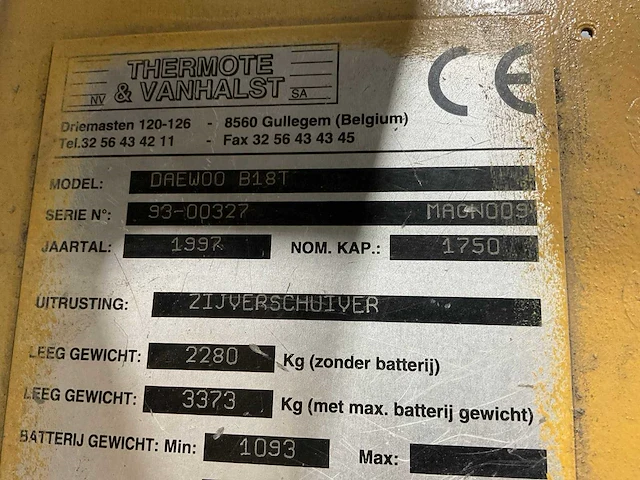 THERMOTE
NV & VANHALST SA
CE
Driemasten 120-126 - 8560 Gullegem (Belgium)
Tel.32 56 43 42 11 - Fax 32 56 43 43 45
MODEL: DAEWOO B18T
SERIE N°: 93-00327 MAGN009
JAARTAL: 1997 NOM. KAP.: 1750
UITRUSTING: ZIJVERSCHUIVER
LEEG GEWICHT: 2280 Kg (zonder batterij)
LEEG GEWICHT: 3373 Kg (met max. batterij gewicht)
BATTERIJ GEWICHT: Min: 1093 Max: